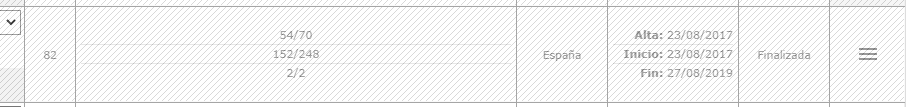 82
54/70
152/248
2/2
España
Alta: 23/08/2017
Inicio: 23/08/2017
Fin: 27/08/2019
Finalizada